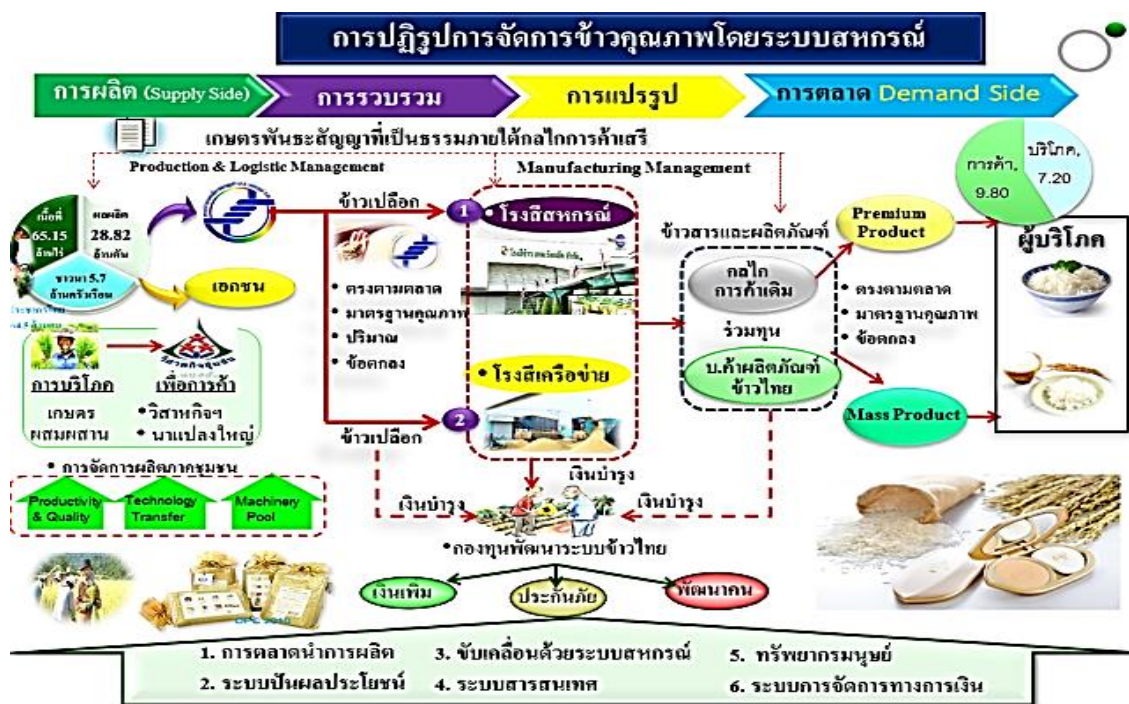 การปฏิรูปการจัดการข้าวคุณภาพโดยระบบสหกรณ์
การผลิต (Supply Side)
การรวบรวม
การแปรรูป
การตลาด Demand Side
เกษตรพันธะสัญญาที่เป็นธรรมภายใต้กลไกการค้าเสรี
Production & Logistic Management
Manufacturing Management
การค้า,
9.80
บริโภค,
7.20
เนื้อที่
65.15
ล้านไร่
ผลผลิต
28.82
ล้านตัน
ชาวนา 5.7
ล้านครัวเรือน
เอกชน
ข้าวเปลือก
• ตรงตามตลาด
• มาตรฐานคุณภาพ
• ปริมาณ
• ข้อตกลง
ข้าวเปลือก
1
• โรงสีสหกรณ์
• โรงสีเครือข่าย
2
ข้าวสารและผลิตภัณฑ์
กลไก
การค้าเดิม
ร่วมทุน
บ.ค้าผลิตภัณฑ์
ข้าวไทย
Premium
Product
• ตรงตามตลาด
• มาตรฐานคุณภาพ
• ข้อตกลง
Mass Product
ผู้บริโภค
การบริโภค
เกษตร
ผสมผสาน
เพื่อการค้า
• วิสาหกิจฯ
• นาแปลงใหญ่
• การจัดการผลิตภาคชุมชน
Productivity
& Quality
Technology
Transfer
Machinery
Pool
เงินบำรุง
เงินบำรุง
เงินบำรุง
•กองทุนพัฒนาระบบข้าวไทย
เงินเพิ่ม
ประกันภัย
พัฒนาคน
1. การตลาดนำการผลิต
2. ระบบปันผลประโยชน์
3. ขับเคลื่อนด้วยระบบสหกรณ์
4. ระบบสารสนเทศ
5. ทรัพยากรมนุษย์
6. ระบบการจัดการทางการเงิน